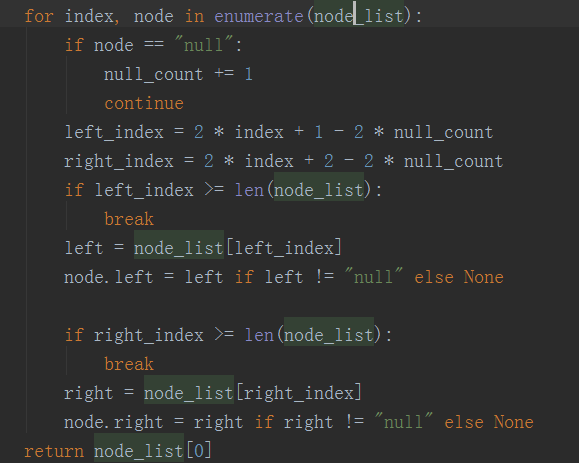 for index, node in enumerate(node_list):
    if node == "null":
        null_count += 1
        continue
    left_index = 2 * index + 1 - 2 * null_count
    right_index = 2 * index + 2 - 2 * null_count
    if left_index >= len(node_list):
        break
    left = node_list[left_index]
    node.left = left if left != "null" else None

    if right_index >= len(node_list):
        break
    right = node_list[right_index]
    node.right = right if right != "null" else None
return node_list[0]